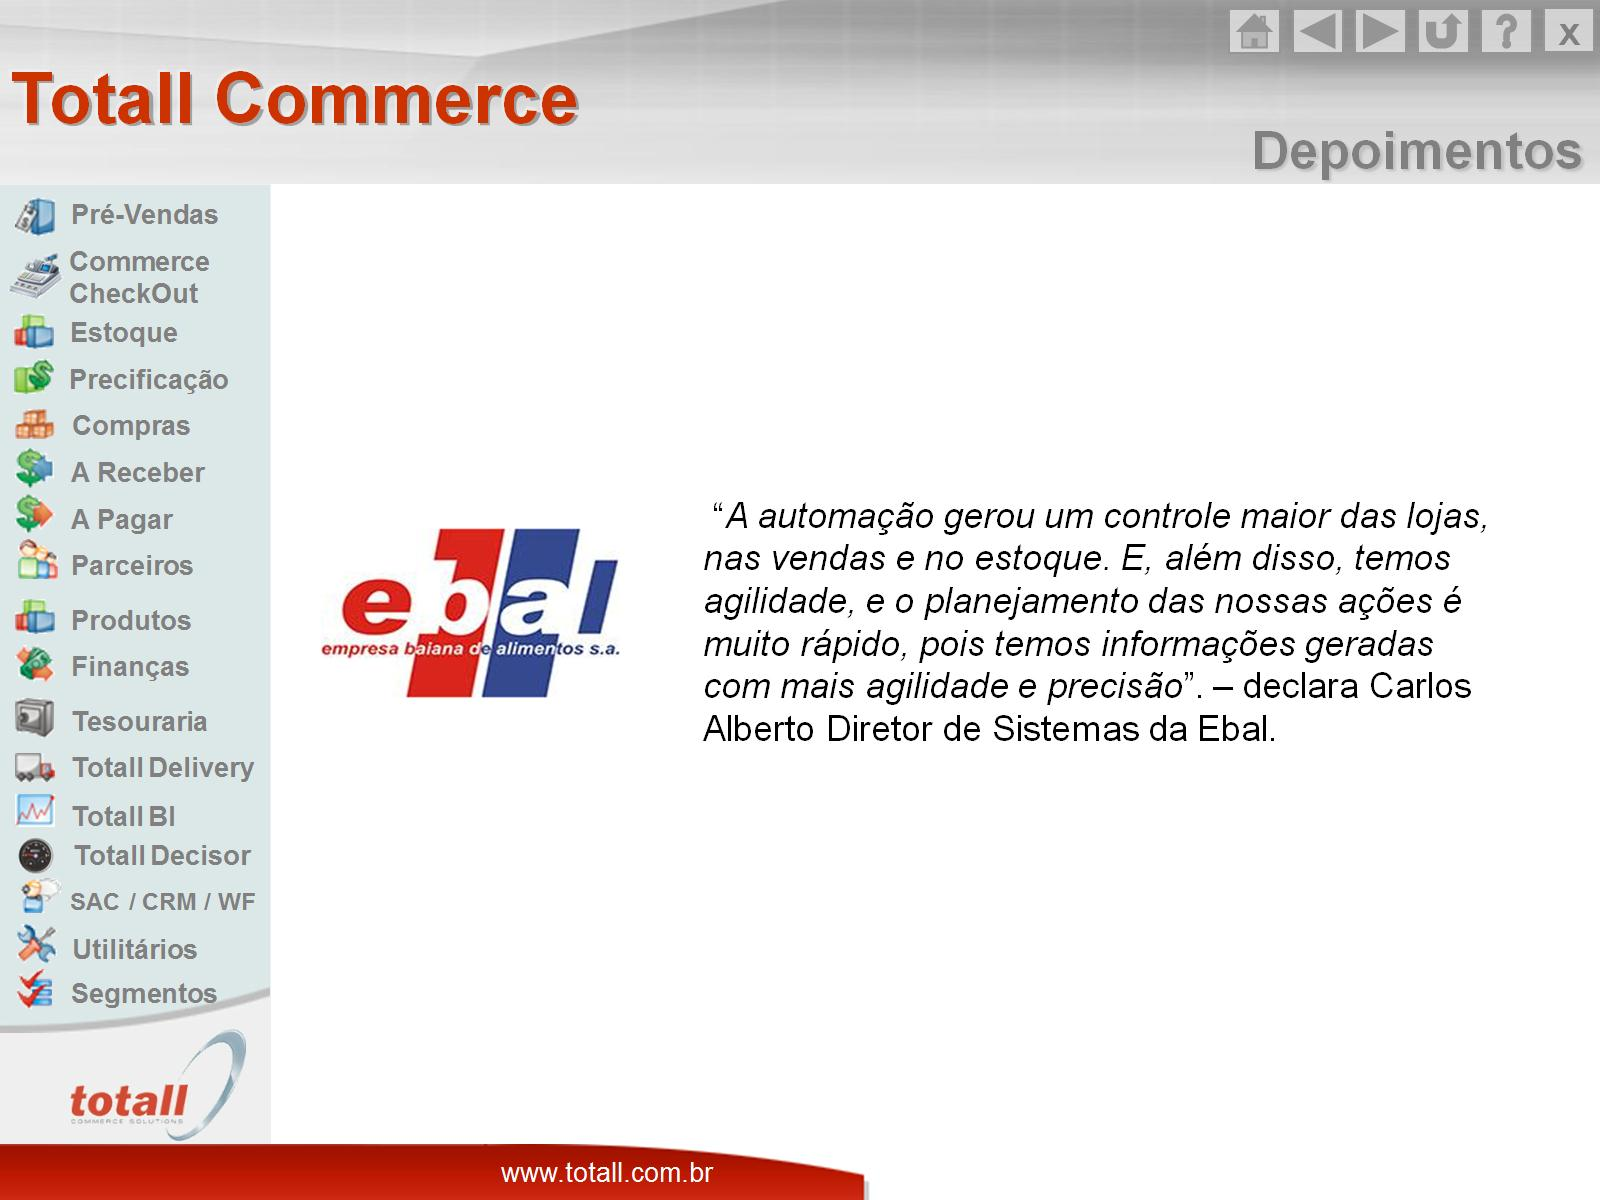 ? x
Totall Commerce
Depoimentos
Pré-Vendas
Commerce
CheckOut
Estoque
Precificação
Compras
A Receber
A Pagar
Parceiros
Produtos
Finanças
Tesouraria
Totall Delivery
Totall BI
Totall Decisor
SAC / CRM / WF
Utilitários
Segmentos
totall
COMMERCE SOLUTIONS
ebal
empresa baiana de alimentos s.a.
“A automação gerou um controle maior das lojas,
nas vendas e no estoque. E, além disso, temos
agilidade, e o planejamento das nossas ações é
muito rápido, pois temos informações geradas
com mais agilidade e precisão”. – declara Carlos
Alberto Diretor de Sistemas da Ebal.
www.totall.com.br